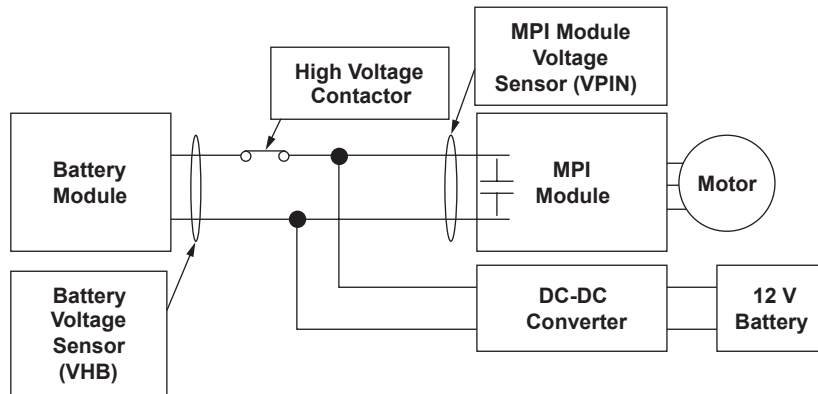 MPI Module
Voltage
Sensor (VPIN)
High Voltage
Contactor
Battery
Module
MPI
Module
Motor
Battery
Voltage
Sensor
(VHB)
DC-DC
Converter
12 V
Battery